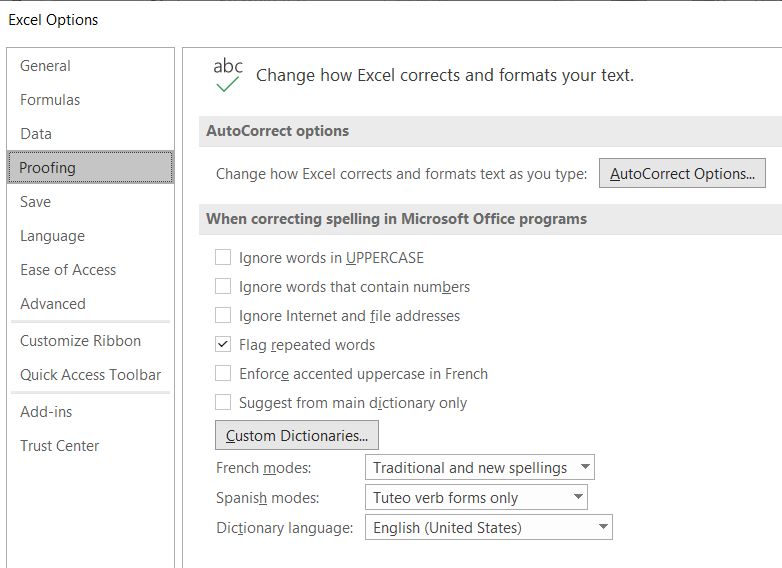 Excel Options
General
Formulas
Data
Proofing
Save
Language
Ease of Access
Advanced
Customize Ribbon
Quick Access Toolbar
Add-ins
Trust Center
abc
Change how Excel corrects and formats your text.
AutoCorrect options
Change how Excel corrects and formats text as you type: AutoCorrect Options...
When correcting spelling in Microsoft Office programs
Ignore words in UPPERCASE
Ignore words that contain numbers
Ignore Internet and file addresses
Flag repeated words
Enforce accented uppercase in French
Suggest from main dictionary only
Custom Dictionaries...
French modes: Traditional and new spellings
Spanish modes: Tuteo verb forms only
Dictionary language: English (United States)